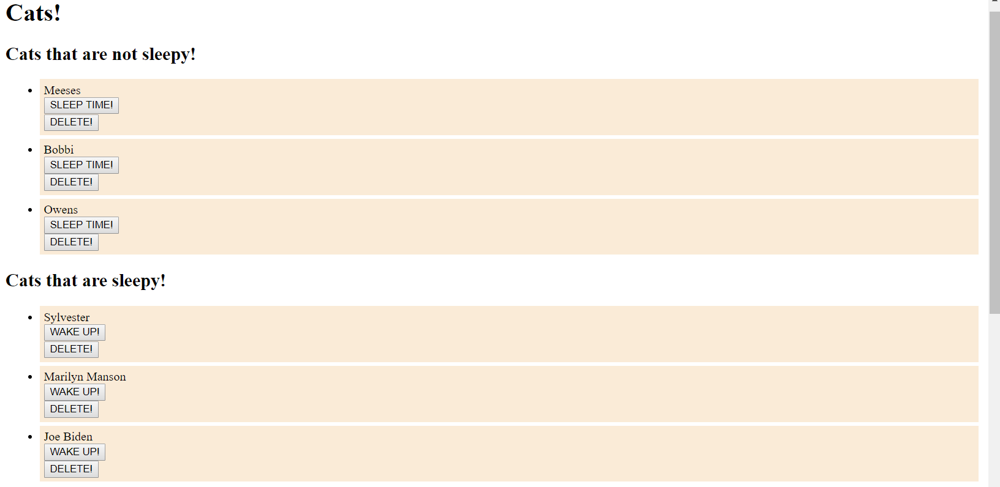 Cats!
Cats that are not sleepy!
Meeses
SLEEP TIME!
DELETE!
Bobbi
SLEEP TIME!
DELETE!
Owens
SLEEP TIME!
DELETE!
Cats that are sleepy!
Sylvester
WAKE UP!
DELETE!
Marilyn Manson
WAKE UP!
DELETE!
Joe Biden
WAKE UP!
DELETE!